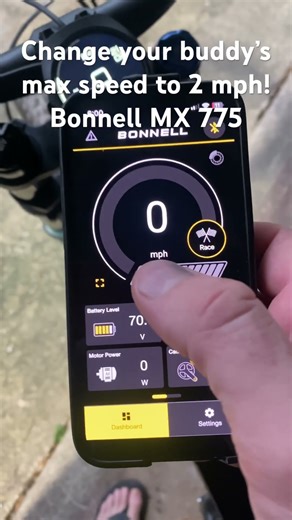 Change your buddy's
max speed to 2 mph!
Bonnell MX 775
BONNELL
0
mph
Race
Battery Level
70.
V
Motor Power
0
W
Dashboard
Settings